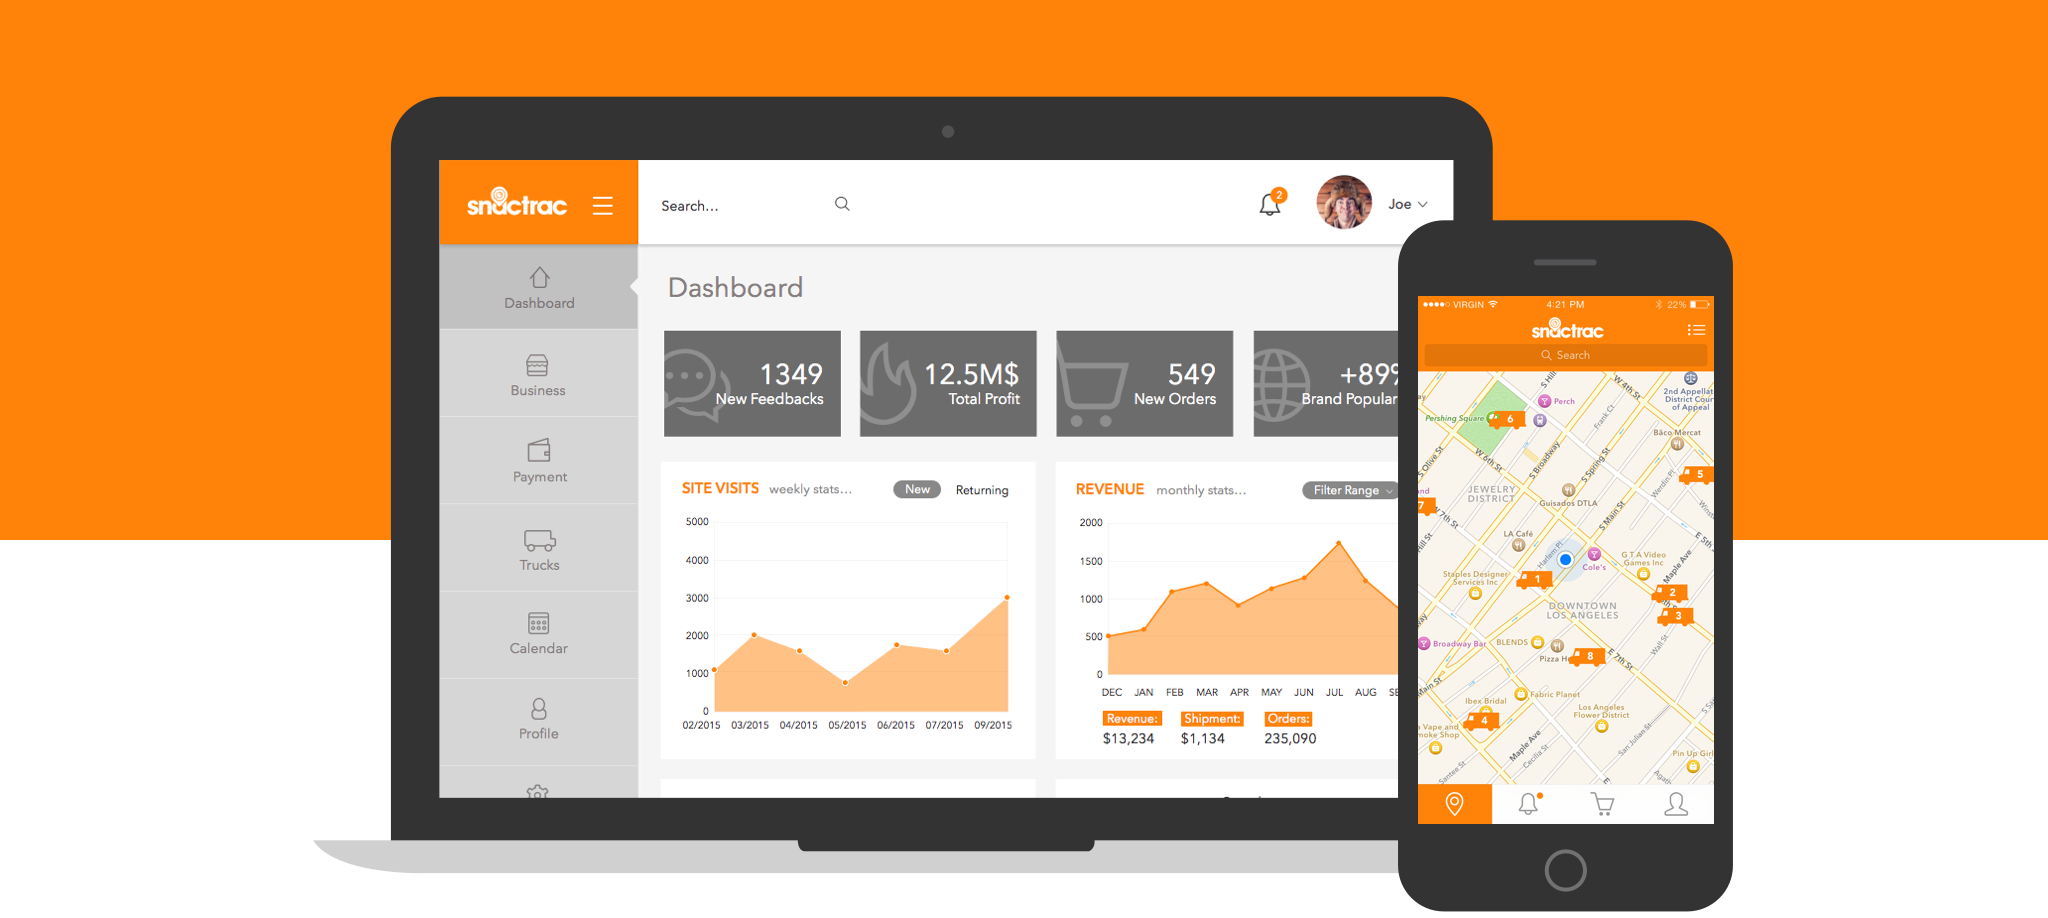 snactrac
Search...
2
Joe
Dashboard
Business
Payment
Trucks
Calendar
Profile
Dashboard
1349
New Feedbacks
12.5M$
Total Profit
549
New Orders
+89%
Brand Popular
SITE VISITS weekly stats... New Returning
5000
4000
3000
2000
1000
0
02/2015 03/2015 04/2015 05/2015 06/2015 07/2015 09/2015
REVENUE monthly stats... Filter Range
2000
1500
1000
500
0
DEC JAN FEB MAR APR MAY JUN JUL AUG SE
Revenue: Shipment: Orders:
$13,234 $1,134 235,090
VIRGIN 4:21 PM 22%
snactrac
Search
S Hill
W 4th St
2nd Appellat
District Cour
of Appeal
Perch
Pershing Square
6
Frank Ct
Bäco Mercat
S Olive St
W 6th St
S Broadway
S Spring St
5
Werdin Pl
JEWELRY
DISTRICT
Guisados DTLA
Winst
7
W 7th St
S Main St
Hill St
LA Café
E 5th St
Harlem Pl
Cole's
G.T.A Video
Games Inc
Maple Ave
Staples Designer
Services Inc
1
2
DOWNTOWN
LOS ANGELES
3
Broadway Bar
BLENDS
Wall St
Pizza H
8
E 7th St
Main St
Fabric Planet
Ibex Bridal
Los Angeles
Flower District
4
Vape and
moke Shop
Maple Ave
Cecilia St
San Julian St
Pin Up Girl
Santee St
Agath